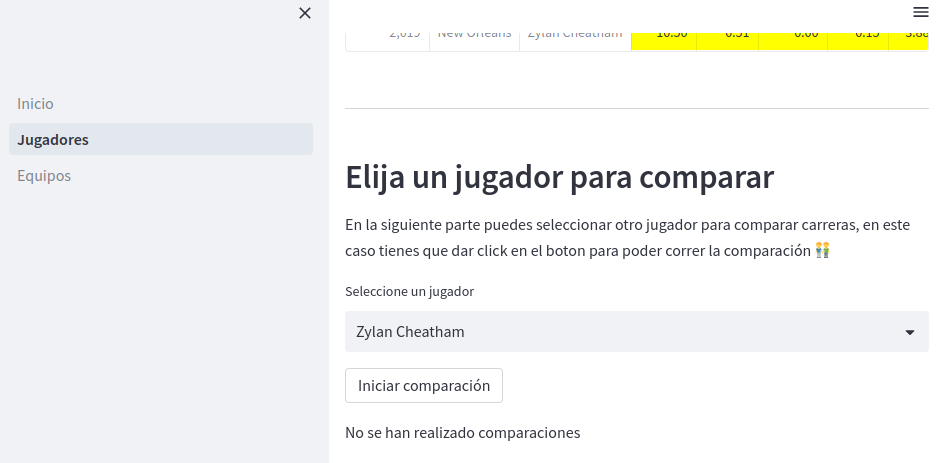 Inicio
Jugadores
Equipos
2,019 New Orleans Zylan Cheatham 10.50 0.51 0.00 0.15
Elija un jugador para comparar
En la siguiente parte puedes seleccionar otro jugador para comparar carreras, en este
caso tienes que dar click en el boton para poder correr la comparación
Seleccione un jugador
Zylan Cheatham
Iniciar comparación
No se han realizado comparaciones